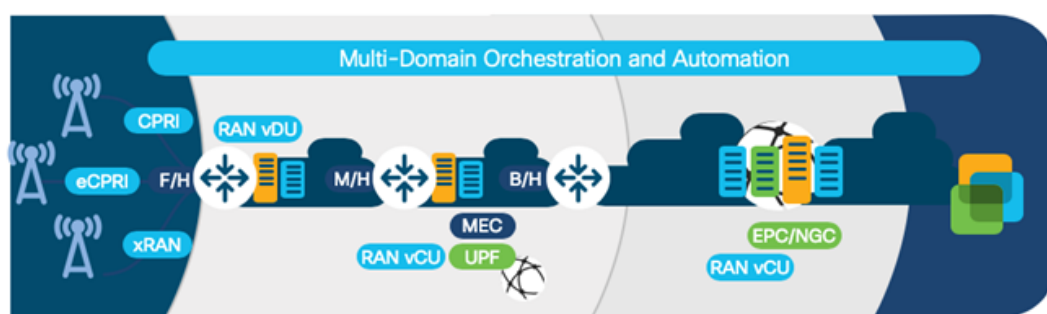 Multi-Domain Orchestration and Automation
CPRI
RAN vDU
eCPRI
F/H
M/H
B/H
xRAN
MEC
RAN vCU
UPF
EPC/NGC
RAN vCU